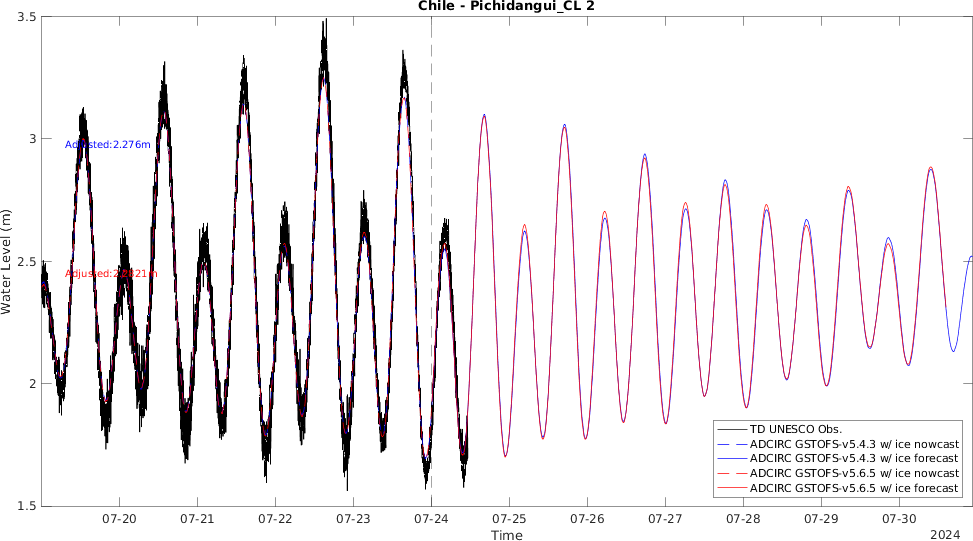 Chile - Pichidangui_CL 2
3.5
3
2.5
2
1.5
Water Level (m)
Adjusted:2.276m
07-20
07-21
07-22
07-23
07-24
07-25
07-26
07-27
07-28
07-29
07-30
Time
2024
TD UNESCO Obs.
ADCIRC GSTOFS-v5.4.3 w/ ice nowcast
ADCIRC GSTOFS-v5.4.3 w/ ice forecast
ADCIRC GSTOFS-v5.6.5 w/ ice nowcast
ADCIRC GSTOFS-v5.6.5 w/ ice forecast